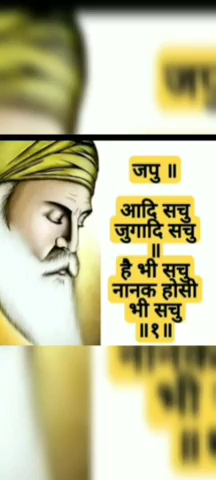 जपु ॥
आदि सचु
जुगादि सचु
॥
है भी सचु
नानक होसी
भी सचु
॥१॥